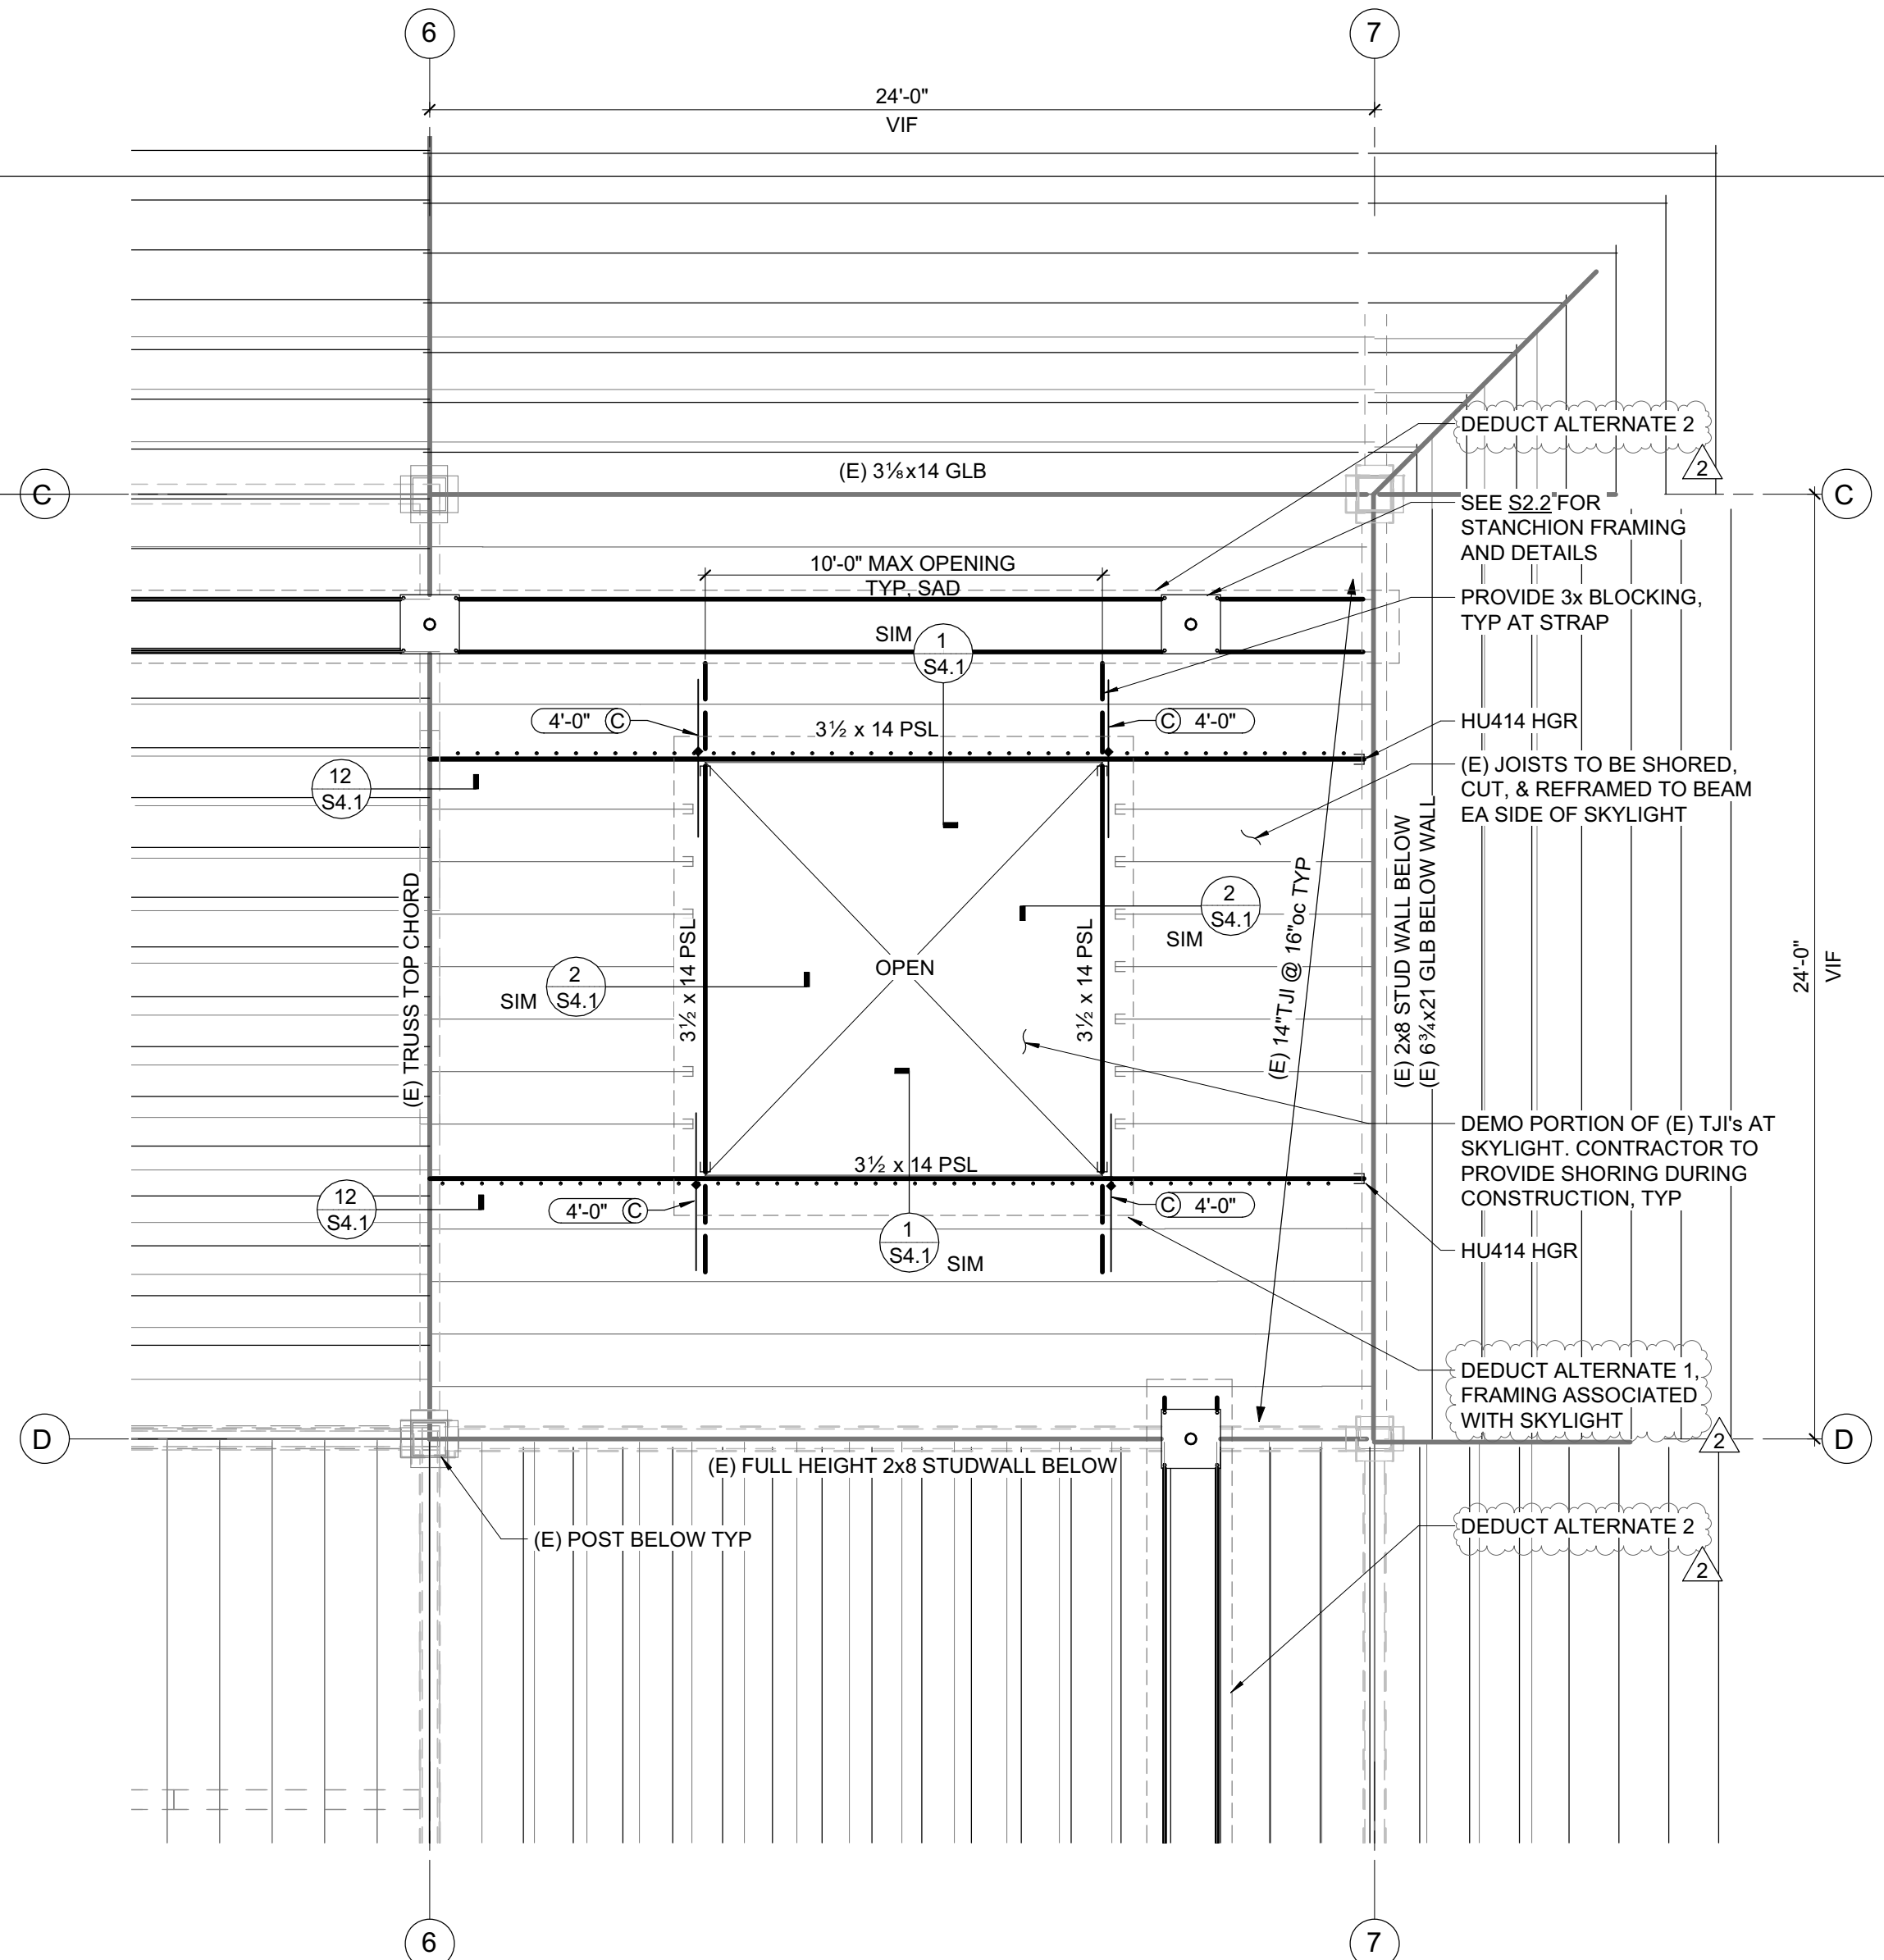 6
7
24'-0"
VIF
DEDUCT ALTERNATE 2
2
(E) 3⅛x14 GLB
C
C
SEE S2.2 FOR
STANCHION FRAMING
AND DETAILS
10'-0" MAX OPENING
TYP, SAD
PROVIDE 3x BLOCKING,
TYP AT STRAP
SIM
1
S4.1
4'-0" C
C 4'-0"
3½ x 14 PSL
HU414 HGR
12
S4.1
(E) JOISTS TO BE SHORED,
CUT, & REFRAMED TO BEAM
EA SIDE OF SKYLIGHT
(E) TRUSS TOP CHORD
3½ x 14 PSL
OPEN
3½ x 14 PSL
2
S4.1
SIM
2
S4.1
SIM
(E) 14"TJI @ 16"oc TYP
(E) 2x8 STUD WALL BELOW
(E) 6¾x21 GLB BELOW WALL
24'-0"
VIF
DEMO PORTION OF (E) TJI's AT
SKYLIGHT. CONTRACTOR TO
PROVIDE SHORING DURING
CONSTRUCTION, TYP
3½ x 14 PSL
12
S4.1
4'-0" C
C 4'-0"
1
S4.1
SIM
HU414 HGR
DEDUCT ALTERNATE 1,
FRAMING ASSOCIATED
WITH SKYLIGHT
2
D
D
(E) FULL HEIGHT 2x8 STUDWALL BELOW
(E) POST BELOW TYP
DEDUCT ALTERNATE 2
2
6
7